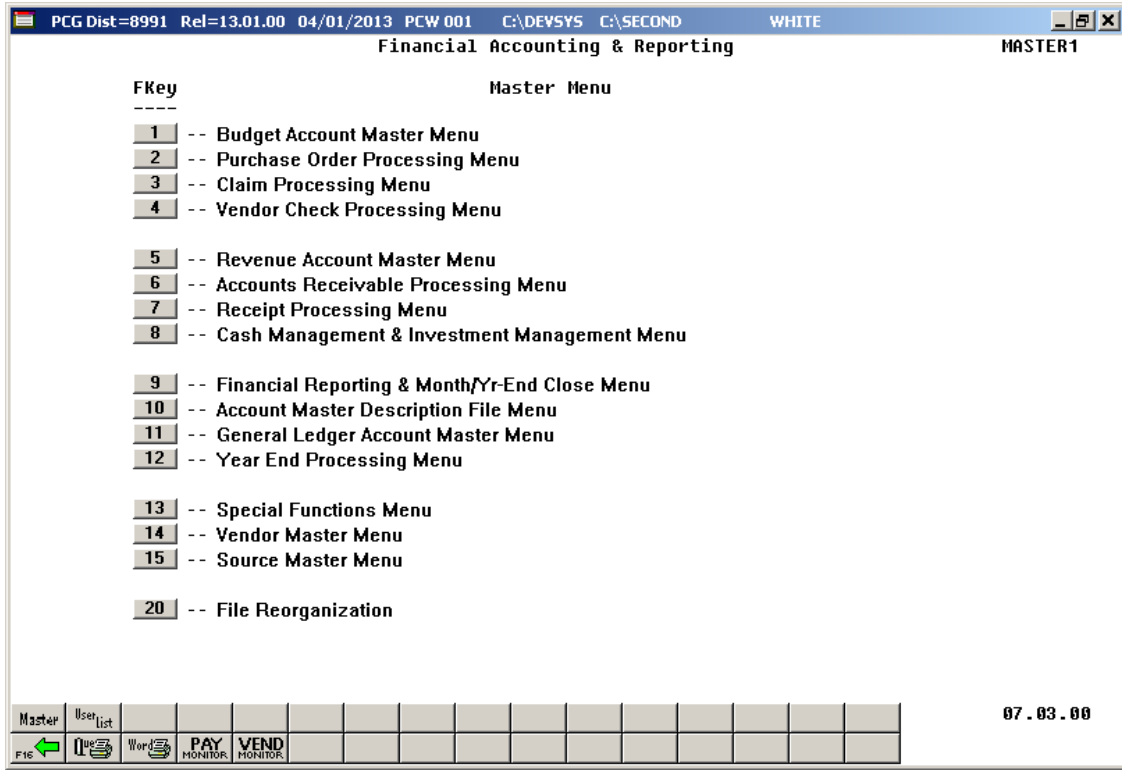 PCG Dist=8991 Rel=13.01.00 04/01/2013 PCW 001 C:\DEVSYS C:\SECOND WHITE
Financial Accounting & Reporting MASTER1
FKey Master Menu
----
1 -- Budget Account Master Menu
2 -- Purchase Order Processing Menu
3 -- Claim Processing Menu
4 -- Vendor Check Processing Menu
5 -- Revenue Account Master Menu
6 -- Accounts Receivable Processing Menu
7 -- Receipt Processing Menu
8 -- Cash Management & Investment Management Menu
9 -- Financial Reporting & Month/Yr-End Close Menu
10 -- Account Master Description File Menu
11 -- General Ledger Account Master Menu
12 -- Year End Processing Menu
13 -- Special Functions Menu
14 -- Vendor Master Menu
15 -- Source Master Menu
20 -- File Reorganization
Master User List 07.03.00
F16 Que Word PAY MONITOR VEND MONITOR